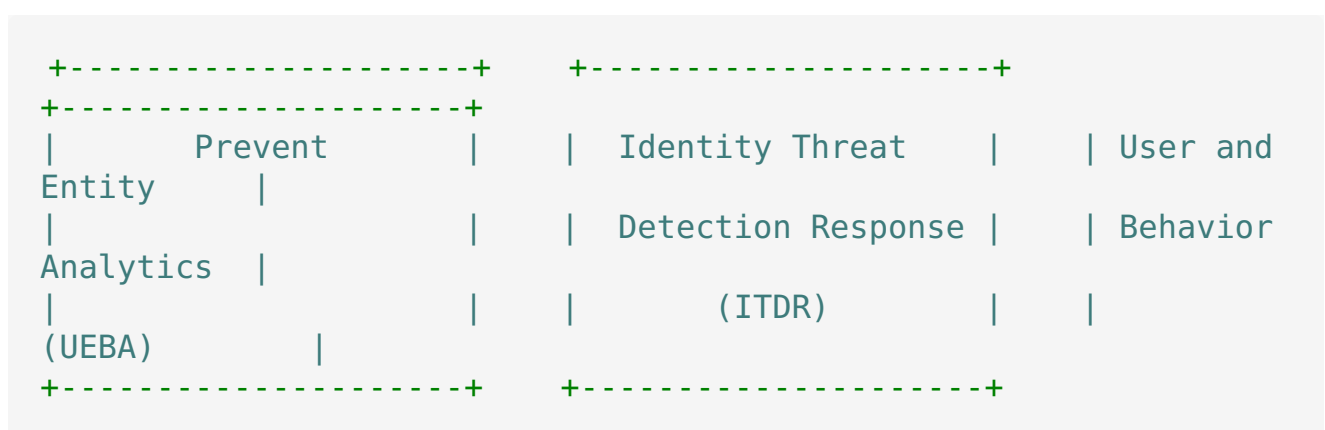 +---------------------+    +---------------------+
+---------------------+
|       Prevent       |    |  Identity Threat    |    | User and
Entity     |
|                     |    |  Detection Response |    | Behavior
Analytics  |
|                     |    |       (ITDR)        |    |
(UEBA)        |
+---------------------+    +---------------------+